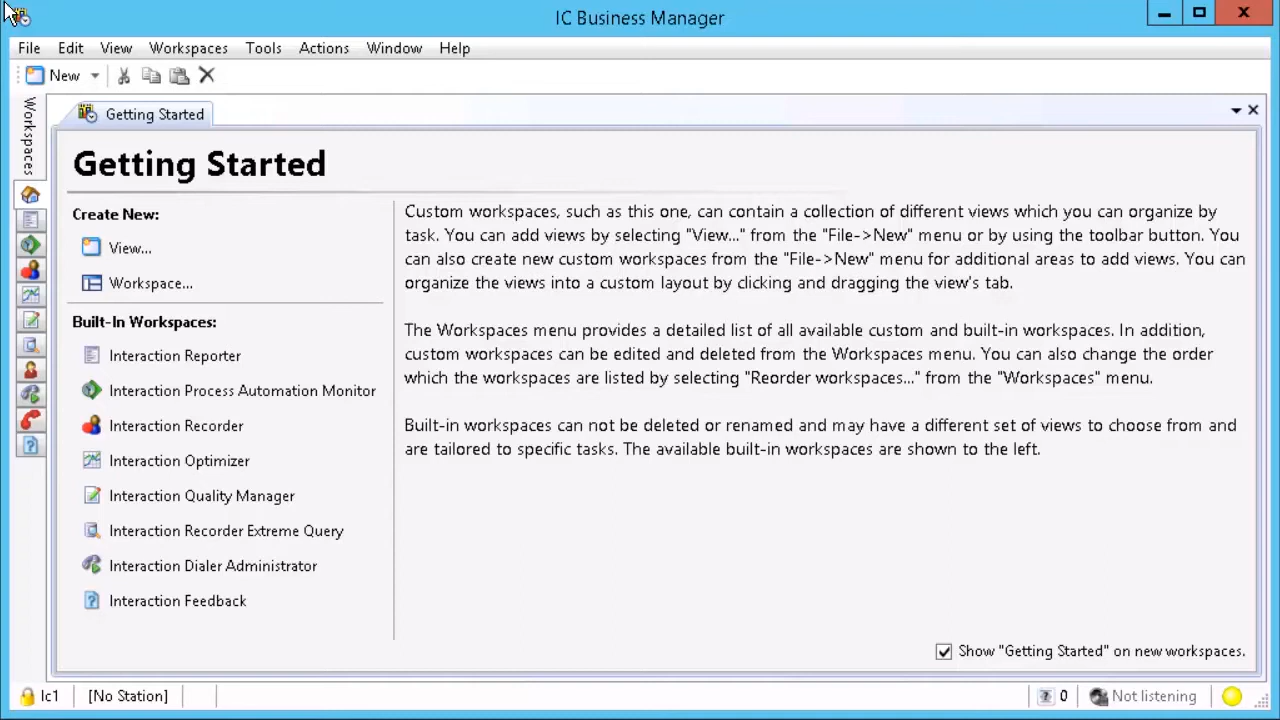 IC Business Manager
File Edit View Workspaces Tools Actions Window Help
New
Workspaces
Getting Started
Getting Started
Create New:
View...
Workspace...
Built-In Workspaces:
Interaction Reporter
Interaction Process Automation Monitor
Interaction Recorder
Interaction Optimizer
Interaction Quality Manager
Interaction Recorder Extreme Query
Interaction Dialer Administrator
Interaction Feedback
Custom workspaces, such as this one, can contain a collection of different views which you can organize by
task. You can add views by selecting "View..." from the "File->New" menu or by using the toolbar button. You
can also create new custom workspaces from the "File->New" menu for additional areas to add views. You can
organize the views into a custom layout by clicking and dragging the view's tab.
The Workspaces menu provides a detailed list of all available custom and built-in workspaces. In addition,
custom workspaces can be edited and deleted from the Workspaces menu. You can also change the order
which the workspaces are listed by selecting "Reorder workspaces..." from the "Workspaces" menu.
Built-in workspaces can not be deleted or renamed and may have a different set of views to choose from and
are tailored to specific tasks. The available built-in workspaces are shown to the left.
Show "Getting Started" on new workspaces.
Ic1 [No Station] 0 Not listening